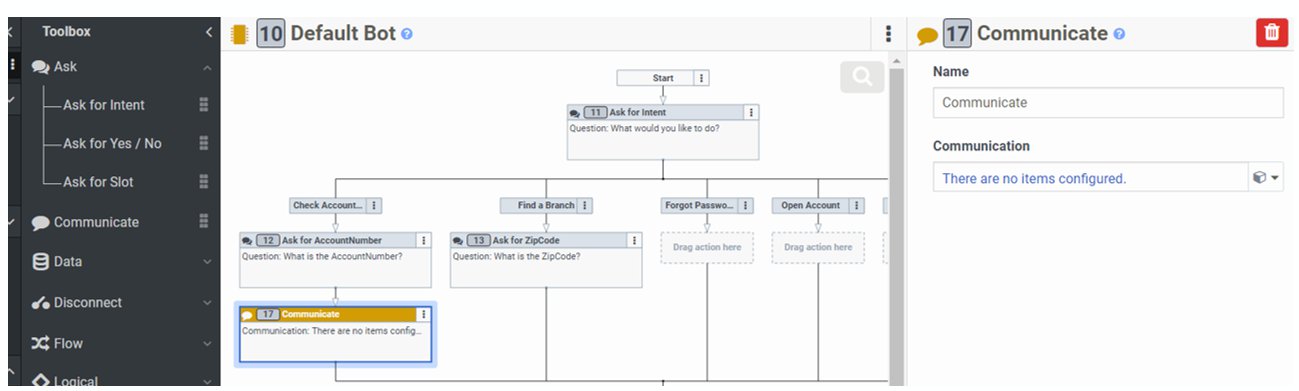 Toolbox
Ask
Ask for Intent
Ask for Yes / No
Ask for Slot
Communicate
Data
Disconnect
Flow
Logical
10 Default Bot ?
Start
11 Ask for Intent
Question: What would you like to do?
Check Account...
Find a Branch
Forgot Passwo...
Open Account
12 Ask for AccountNumber
Question: What is the AccountNumber?
13 Ask for ZipCode
Question: What is the ZipCode?
Drag action here
Drag action here
17 Communicate
Communication: There are no items config...
17 Communicate ?
Name
Communicate
Communication
There are no items configured.